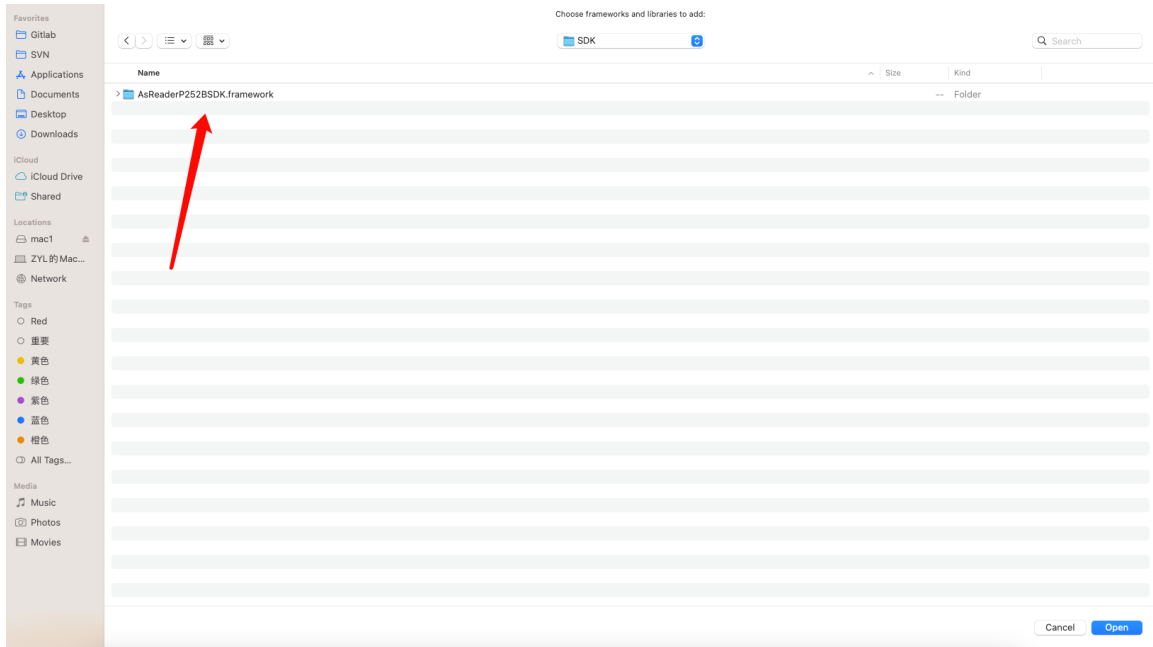 Choose frameworks and libraries to add:
Favorites
Gitlab
SVN
Applications
Documents
Desktop
Downloads
iCloud
iCloud Drive
Shared
Locations
mac1
ZYL的Mac...
Network
Tags
Red
重要
黄色
绿色
紫色
蓝色
橙色
All Tags...
Media
Music
Photos
Movies
SDK
Search
Name Size Kind
AsReaderP252BSDK.framework -- Folder
Cancel Open